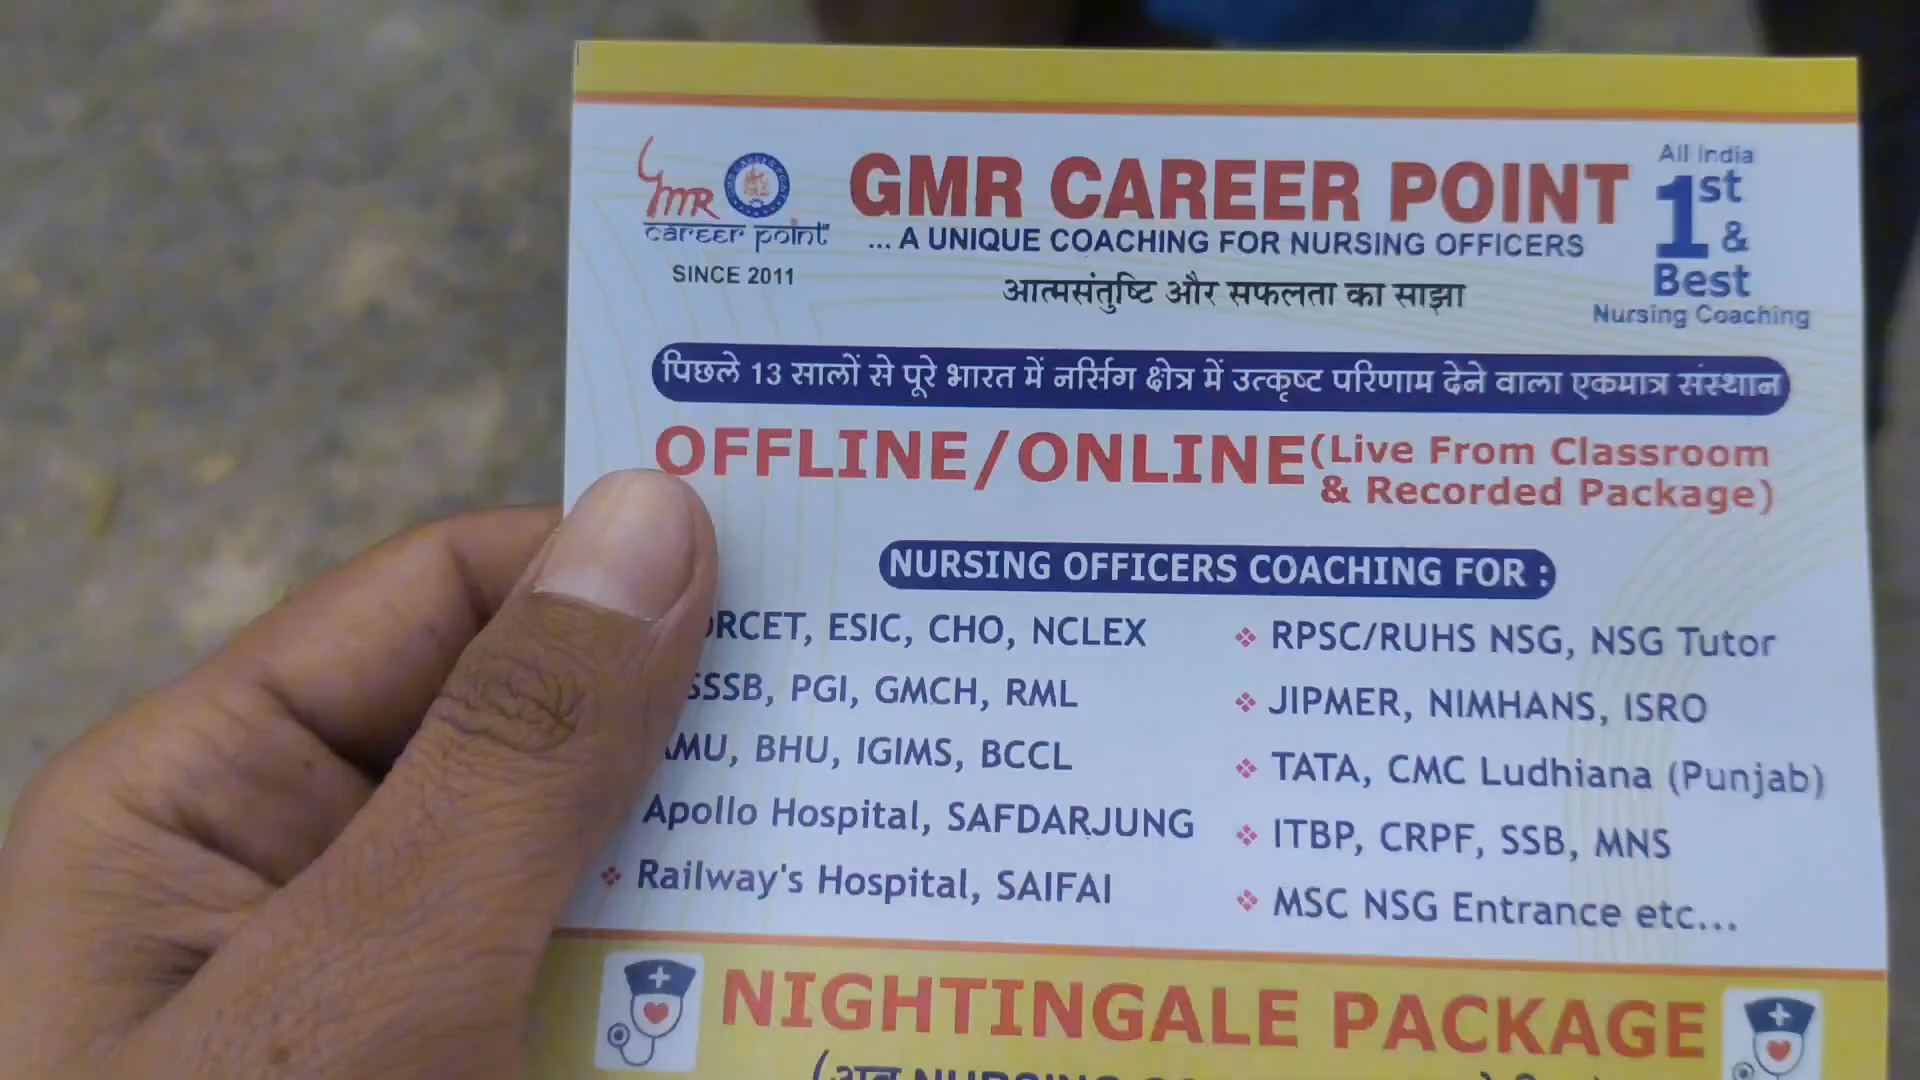 GMR
career point
SINCE 2011
GMR CAREER POINT
... A UNIQUE COACHING FOR NURSING OFFICERS
आत्मसंतुष्टि और सफलता का साझा
All India
1st
&
Best
Nursing Coaching
पिछले 13 सालों से पूरे भारत में नर्सिग क्षेत्र में उत्कृष्ट परिणाम देने वाला एकमात्र संस्थान
OFFLINE/ONLINE (Live From Classroom
& Recorded Package)
NURSING OFFICERS COACHING FOR :
ESIC, CHO, NCLEX
PGI, GMCH, RML
BHU, IGIMS, BCCL
Apollo Hospital, SAFDARJUNG
❖ Railway's Hospital, SAIFAI
❖ RPSC/RUHS NSG, NSG Tutor
❖ JIPMER, NIMHANS, ISRO
❖ TATA, CMC Ludhiana (Punjab)
❖ ITBP, CRPF, SSB, MNS
❖ MSC NSG Entrance etc...
NIGHTINGALE PACKAGE